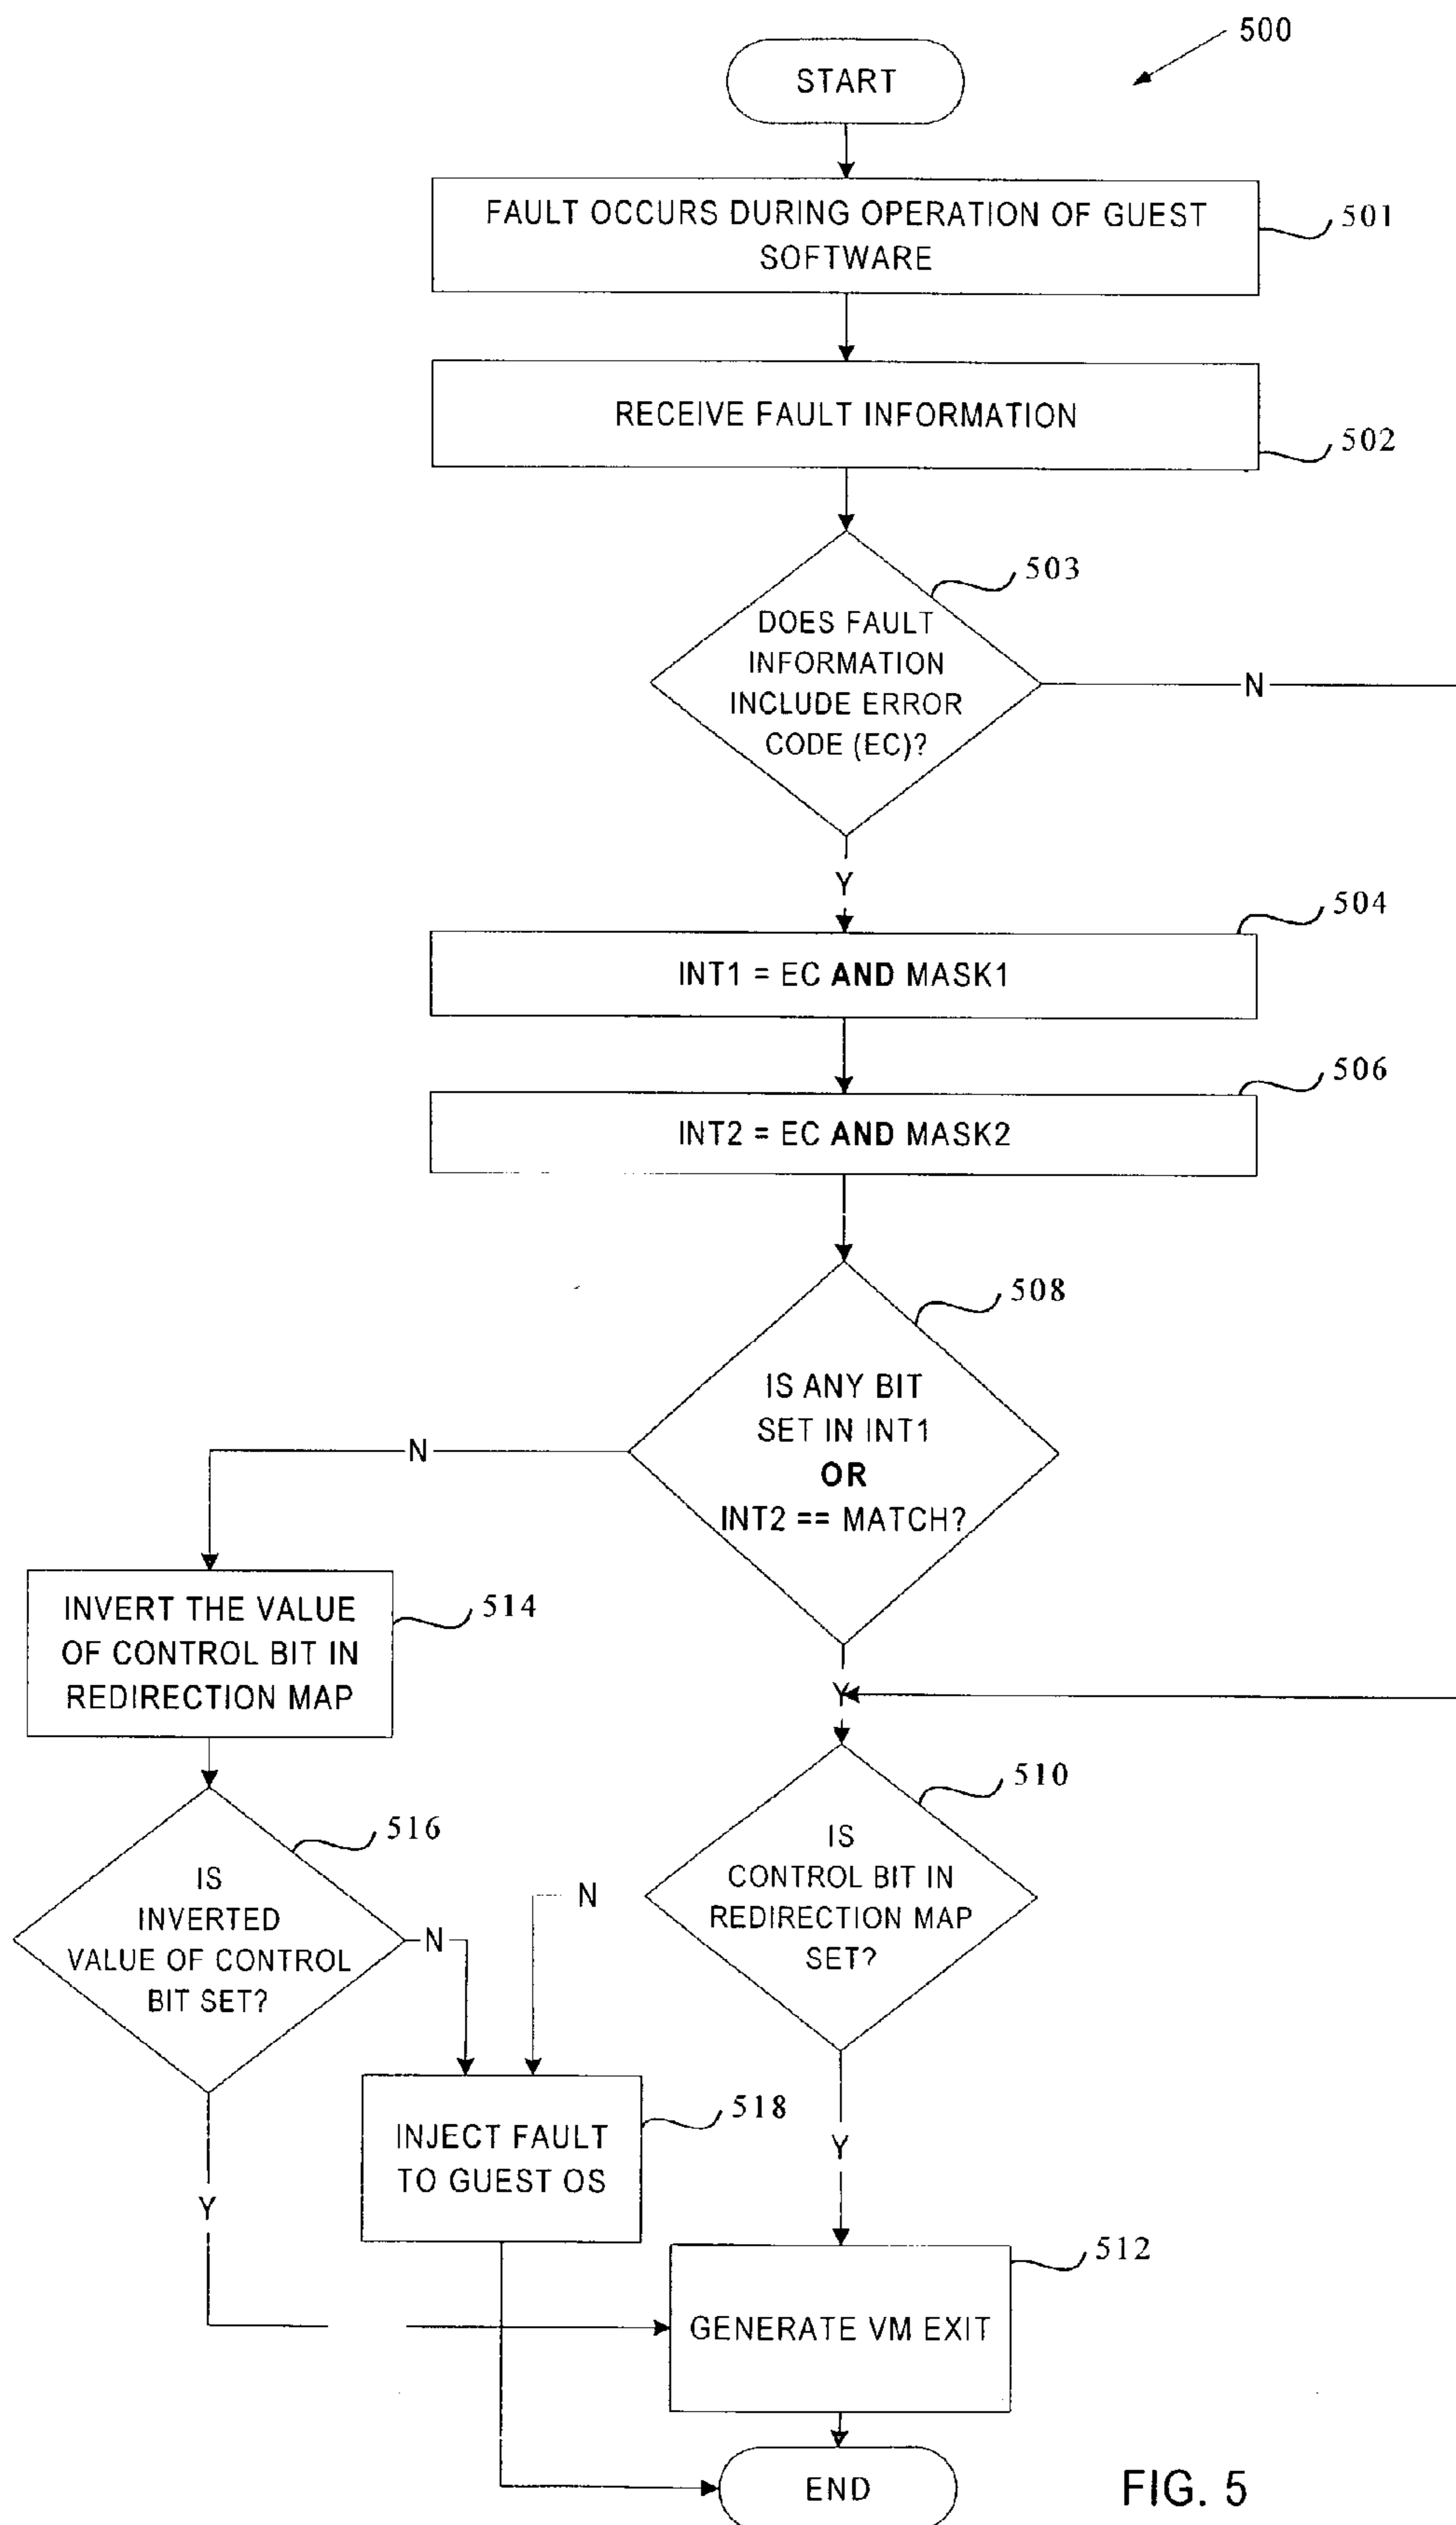 500
START
FAULT OCCURS DURING OPERATION OF GUEST
SOFTWARE
501
RECEIVE FAULT INFORMATION
502
503
DOES FAULT
INFORMATION
INCLUDE ERROR
CODE (EC)?
N
Y
504
INT1 = EC AND MASK1
506
INT2 = EC AND MASK2
508
IS ANY BIT
SET IN INT1
OR
INT2 == MATCH?
N
INVERT THE VALUE
OF CONTROL BIT IN
REDIRECTION MAP
514
Y
510
IS
CONTROL BIT IN
REDIRECTION MAP
SET?
516
IS
INVERTED
VALUE OF CONTROL
BIT SET?
N
N
INJECT FAULT
TO GUEST OS
518
Y
Y
512
GENERATE VM EXIT
END
FIG. 5